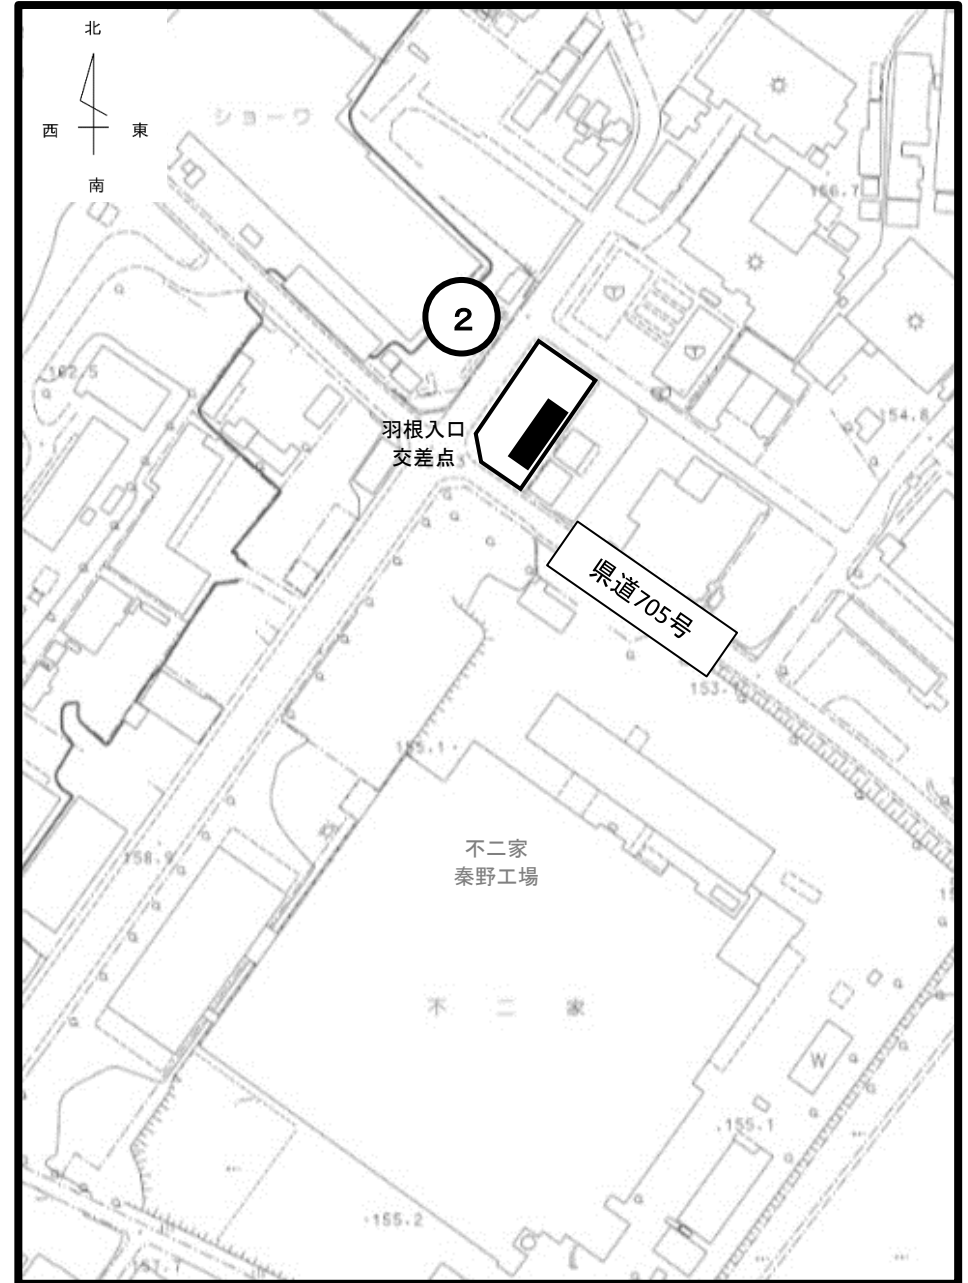 北
西 東
南
ショーワ
156.7
2
162.5
154.8
羽根入口
交差点
県道705号
153.1
155.1
不二家
秦野工場
158.9
不二家
W
155.1
155.2
157.7